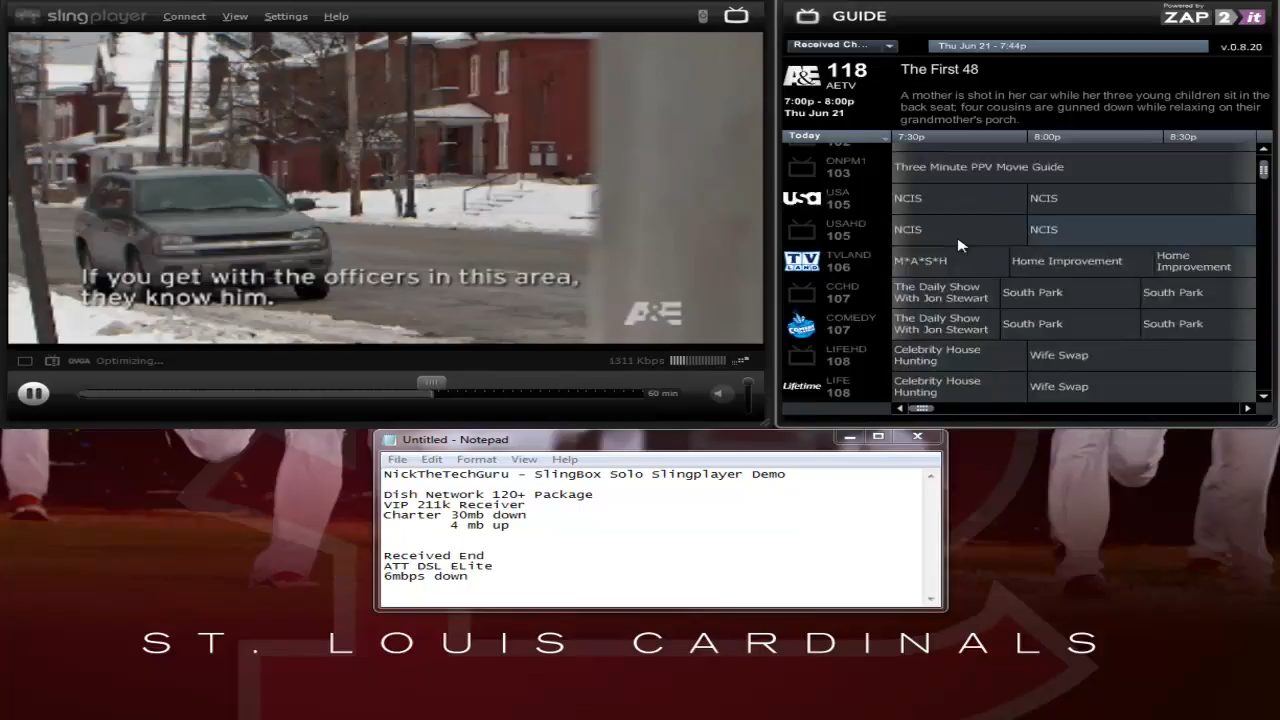 slingplayer Connect View Settings Help
If you get with the officers in this area,
they know him.
A&E
QVGA Optimizing... 1311 Kbps
60 min
GUIDE
Powered by
ZAP 2 it
Received Ch...
Thu Jun 21 - 7:44p
v.0.8.20
A&E 118
AETV
7:00p - 8:00p
Thu Jun 21
The First 48
A mother is shot in her car while her three young children sit in the
back seat; four cousins are gunned down while relaxing on their
grandmother's porch.
Today 7:30p 8:00p 8:30p
102
ONPM1
103 Three Minute PPV Movie Guide
usa USA
105 NCIS NCIS
USAHD
105 NCIS NCIS
TV LAND TVLAND
106 M*A*S*H Home Improvement Home
Improvement
CCHD
107 The Daily Show
With Jon Stewart South Park South Park
COMEDY
107 The Daily Show
With Jon Stewart South Park South Park
LIFEHD
108 Celebrity House
Hunting Wife Swap
Lifetime LIFE
108 Celebrity House
Hunting Wife Swap
Untitled - Notepad
File Edit Format View Help
NickTheTechGuru - SlingBox Solo Slingplayer Demo
Dish Network 120+ Package
VIP 211k Receiver
Charter 30mb down
4 mb up
Received End
ATT DSL ELite
6mbps down
ST. LOUIS CARDINALS